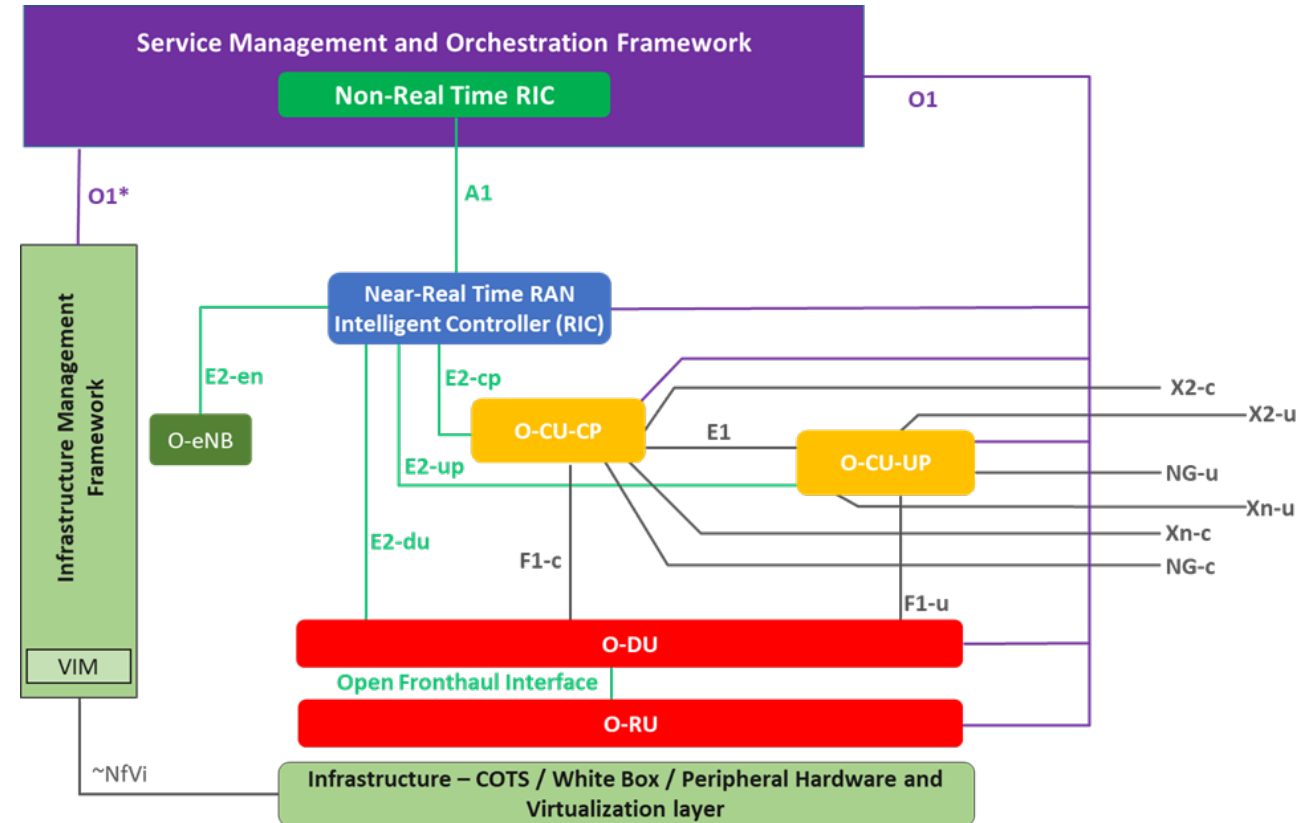 Service Management and Orchestration Framework
Non-Real Time RIC
O1
O1*
A1
Infrastructure Management
Framework
Near-Real Time RAN
Intelligent Controller (RIC)
E2-en
E2-cp
X2-c
X2-u
O-eNB
O-CU-CP
E1
O-CU-UP
E2-up
NG-u
Xn-u
E2-du
F1-c
Xn-c
NG-c
F1-u
O-DU
VIM
Open Fronthaul Interface
O-RU
~NfVi
Infrastructure – COTS / White Box / Peripheral Hardware and
Virtualization layer